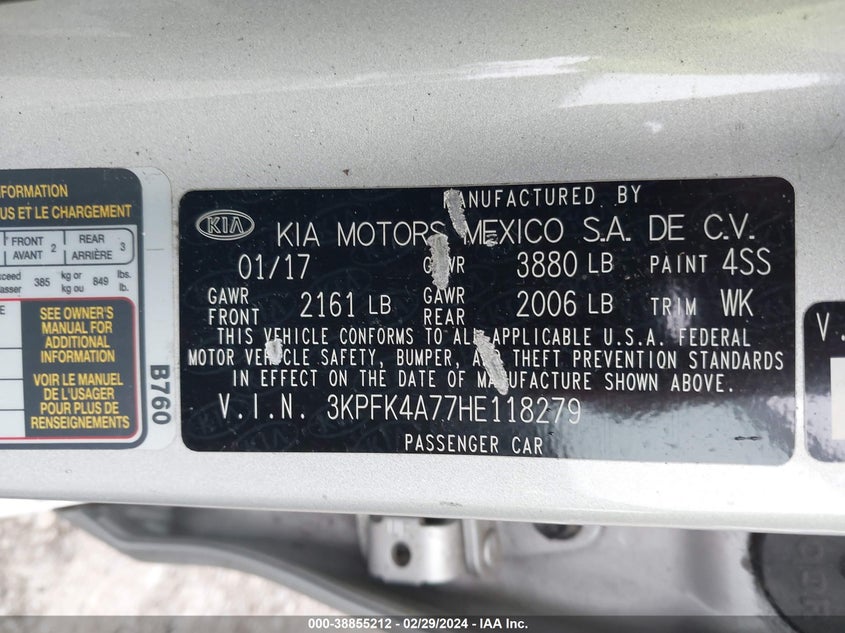 NFORMATION
US ET LE CHARGEMENT
FRONT
AVANT 2
REAR
ARRIÈRE 3
385 kg or
kg ou 849 lbs.
lb.
SEE OWNER'S
MANUAL FOR
ADDITIONAL
INFORMATION
VOIR LE MANUEL
DE L'USAGER
POUR PLUS DE
RENSEIGNEMENTS
B760
MANUFACTURED BY
KIA
KIA MOTORS MEXICO S.A. DE C.V.
01/17 GVWR 3880 LB PAINT 4SS
GAWR FRONT 2161 LB GAWR REAR 2006 LB TRIM WK
THIS VEHICLE CONFORMS TO ALL APPLICABLE U.S.A. FEDERAL
MOTOR VEHICLE SAFETY, BUMPER, AND THEFT PREVENTION STANDARDS
IN EFFECT ON THE DATE OF MANUFACTURE SHOWN ABOVE.
V.I.N. 3KPFK4A77HE118279
PASSENGER CAR
V.
000-38855212 - 02/29/2024 - IAA Inc.